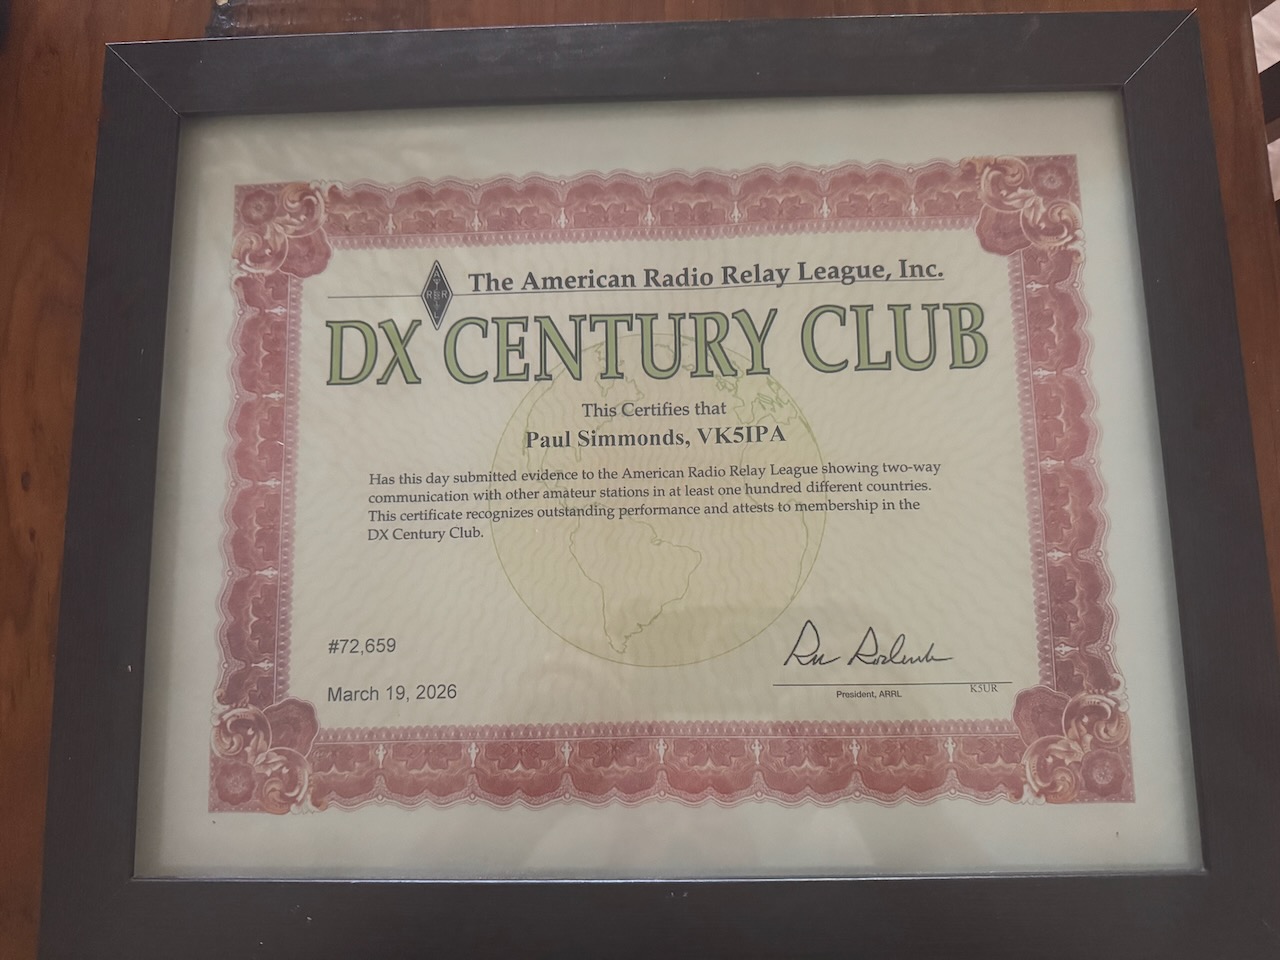 The American Radio Relay League, Inc.
ARRL
DX CENTURY CLUB
This Certifies that
Paul Simmonds, VK5IPA
Has this day submitted evidence to the American Radio Relay League showing two-way
communication with other amateur stations in at least one hundred different countries.
This certificate recognizes outstanding performance and attests to membership in the
DX Century Club.
#72,659
March 19, 2026
President, ARRL
K5UR